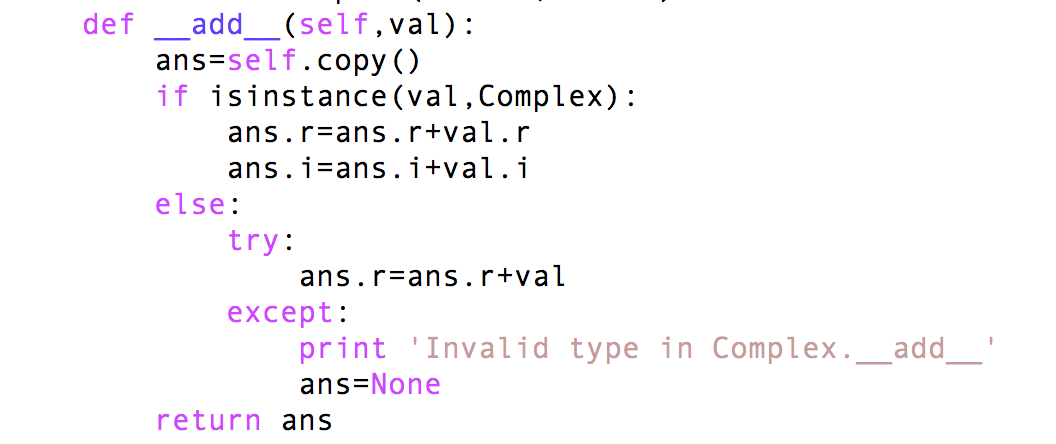 def __add__(self,val):
        ans=self.copy()
        if isinstance(val,Complex):
            ans.r=ans.r+val.r
            ans.i=ans.i+val.i
        else:
            try:
                ans.r=ans.r+val
            except:
                print 'Invalid type in Complex.__add__'
                ans=None
        return ans